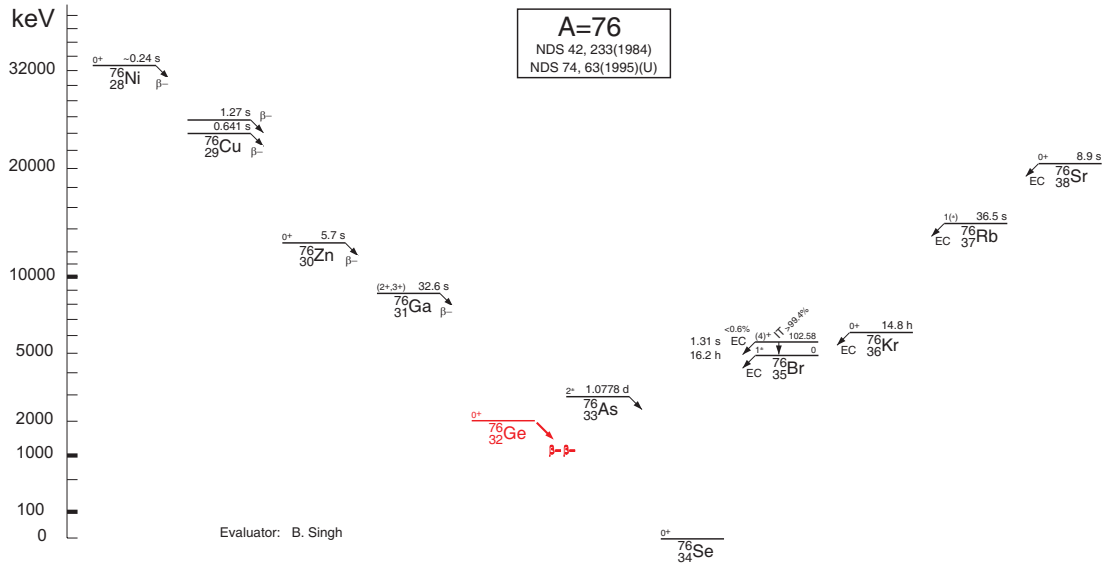 keV
A=76
NDS 42, 233(1984)
NDS 74, 63(1995)(U)
32000
20000
10000
5000
2000
1000
100
0
0+ ~0.24 s
76
28Ni β−
1.27 s β−
0.641 s
76
29Cu β−
0+ 5.7 s
76
30Zn β−
(2+,3+) 32.6 s
76
31Ga β−
0+
76
32Ge
β− β−
2+ 1.0778 d
76
33As
0+
76
34Se
1.31 s <0.6% EC (4)+ IT >99.4% 102.58
16.2 h 1+ 0
EC 76
35Br
0+ 14.8 h
EC 76
36Kr
1(+) 36.5 s
EC 76
37Rb
0+ 8.9 s
EC 76
38Sr
Evaluator: B. Singh